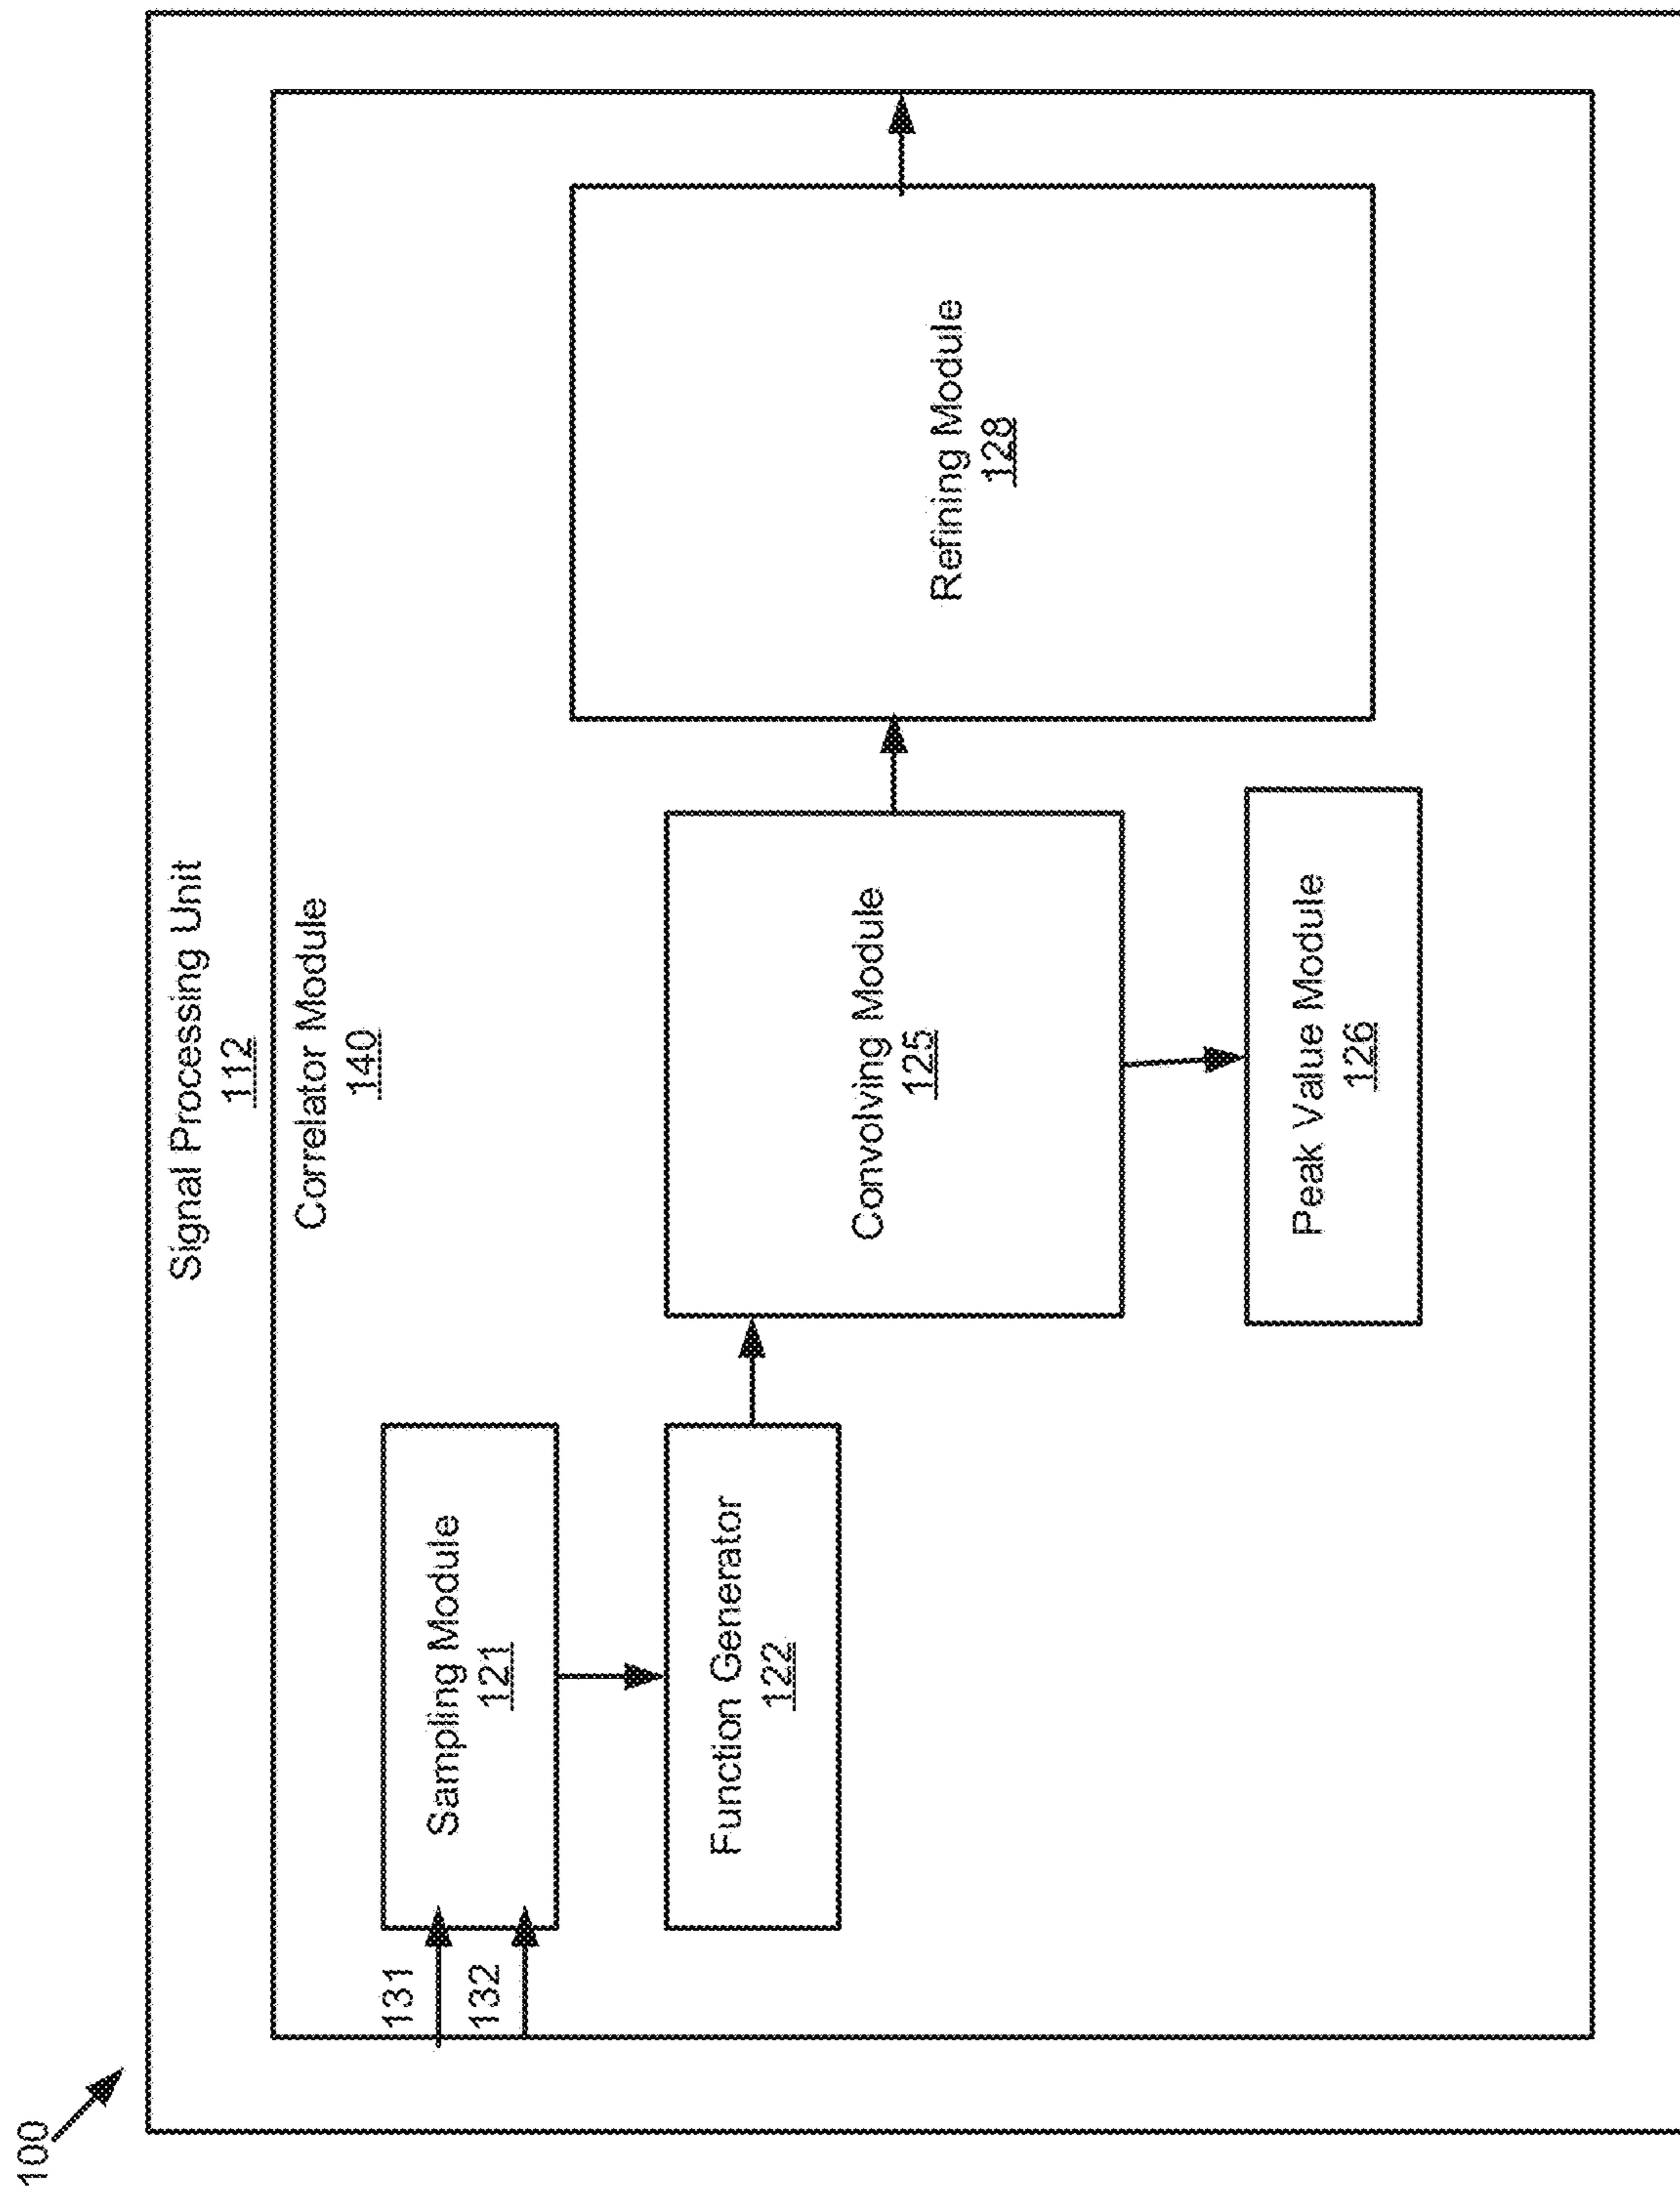 100
Signal Processing Unit
112
Correlator Module
140
131
132
Sampling Module
121
Function Generator
122
Convolving Module
125
Peak Value Module
126
Refining Module
128